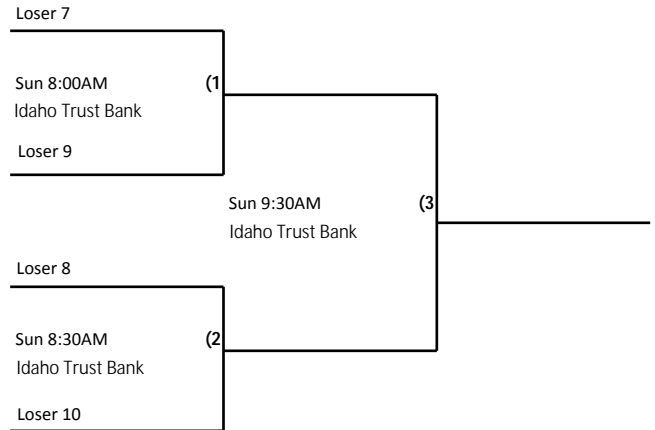 Loser 7
Sun 8:00AM (1
Idaho Trust Bank
Loser 9
Sun 9:30AM (3
Idaho Trust Bank
Loser 8
Sun 8:30AM (2
Idaho Trust Bank
Loser 10